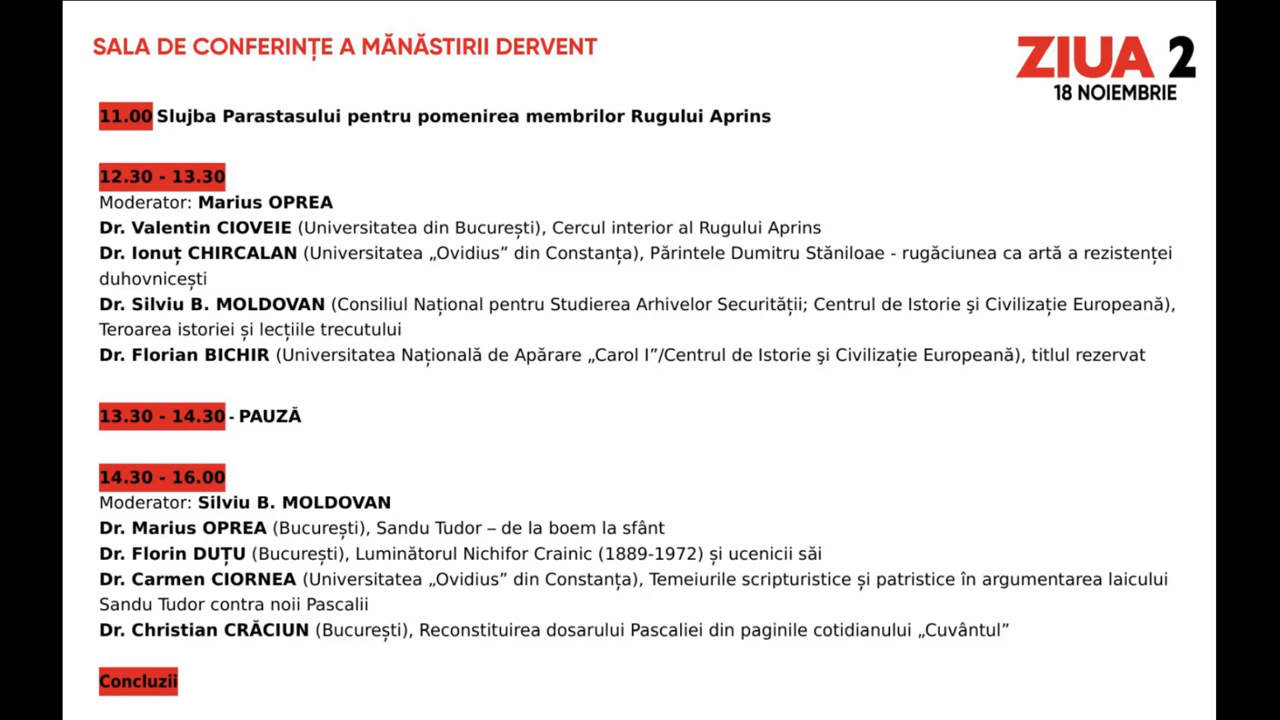 SALA DE CONFERINȚE A MĂNĂSTIRII DERVENT
ZIUA 2
18 NOIEMBRIE
11.00 Slujba Parastasului pentru pomenirea membrilor Rugului Aprins
12.30 - 13.30
Moderator: Marius OPREA
Dr. Valentin CIOVEIE (Universitatea din București), Cercul interior al Rugului Aprins
Dr. Ionuț CHIRCALAN (Universitatea „Ovidius” din Constanța), Părintele Dumitru Stăniloae - rugăciunea ca artă a rezistenței
duhovnicești
Dr. Silviu B. MOLDOVAN (Consiliul Național pentru Studierea Arhivelor Securității; Centrul de Istorie şi Civilizație Europeană),
Teroarea istoriei și lecțiile trecutului
Dr. Florian BICHIR (Universitatea Națională de Apărare „Carol I”/Centrul de Istorie şi Civilizație Europeană), titlul rezervat
13.30 - 14.30 - PAUZĂ
14.30 - 16.00
Moderator: Silviu B. MOLDOVAN
Dr. Marius OPREA (București), Sandu Tudor – de la boem la sfânt
Dr. Florin DUȚU (București), Luminătorul Nichifor Crainic (1889-1972) și ucenicii săi
Dr. Carmen CIORNEA (Universitatea „Ovidius” din Constanța), Temeiurile scripturistice și patristice în argumentarea laicului
Sandu Tudor contra noii Pascalii
Dr. Christian CRĂCIUN (București), Reconstituirea dosarului Pascaliei din paginile cotidianului „Cuvântul”
Concluzii